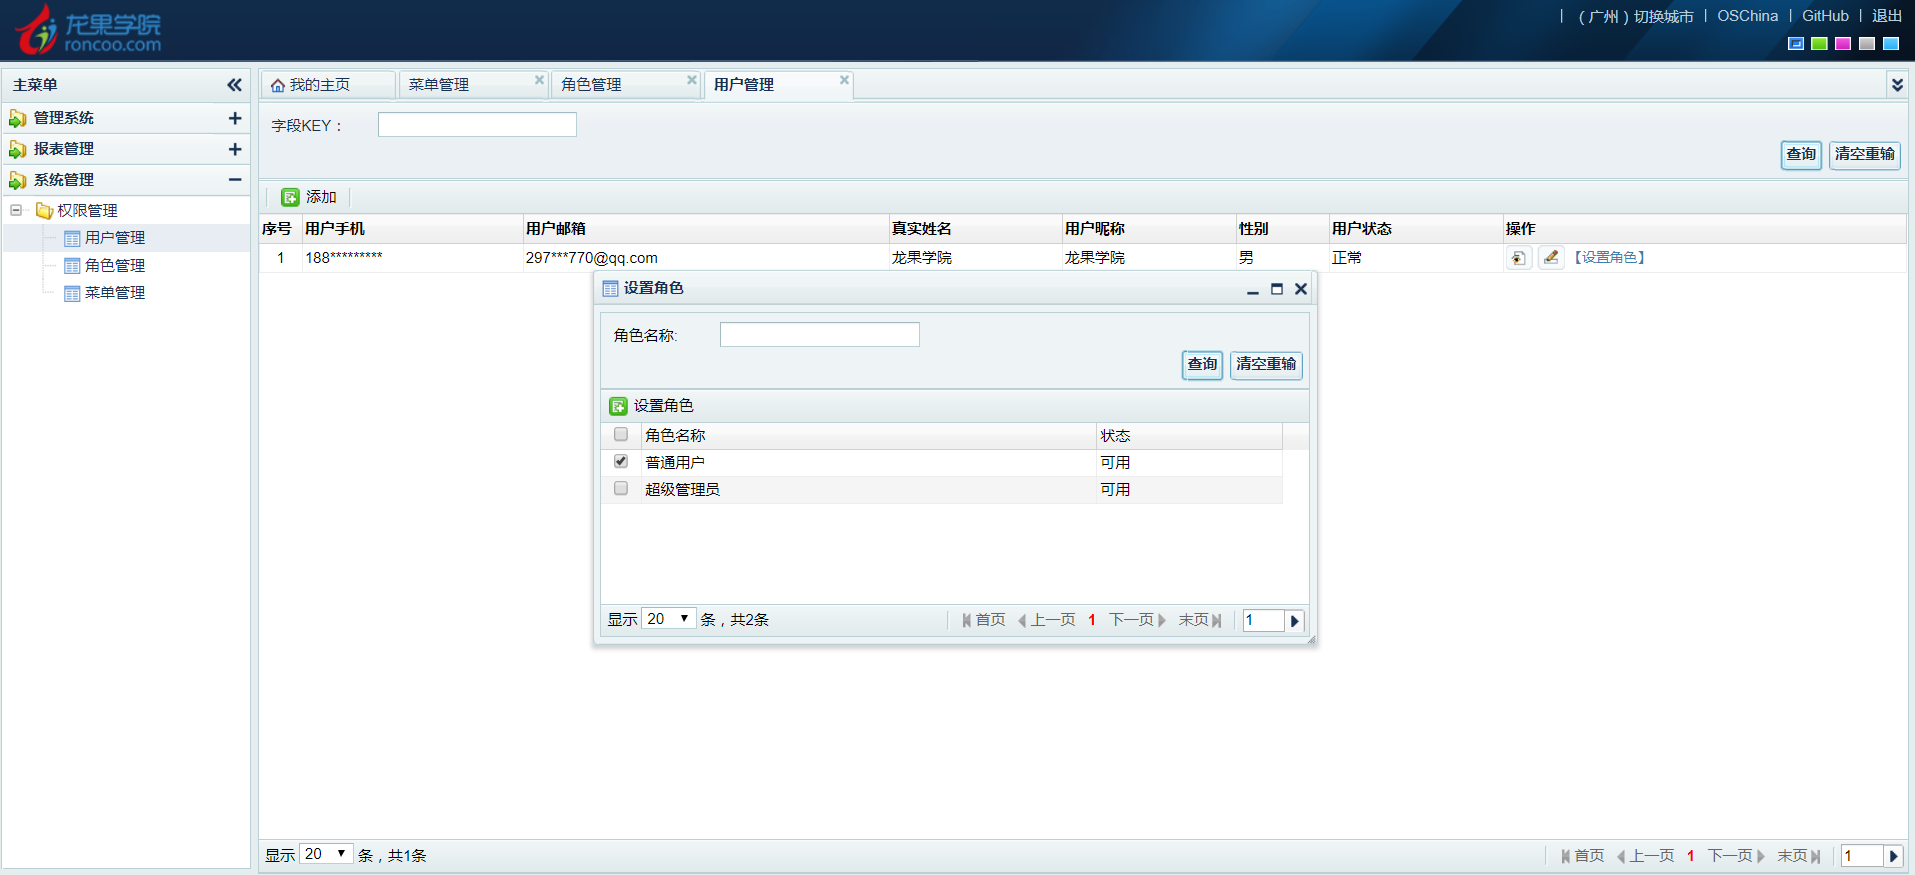 龙果学院
roncoo.com
| (广州) 切换城市 | OSChina | GitHub | 退出
主菜单
管理系统
报表管理
系统管理
权限管理
用户管理
角色管理
菜单管理
我的主页 菜单管理 角色管理 用户管理
字段KEY：
查询 清空重输
添加
序号 用户手机 用户邮箱 真实姓名 用户昵称 性别 用户状态 操作
1 188********* 297***770@qq.com 龙果学院 龙果学院 男 正常 【设置角色】
设置角色
角色名称:
查询 清空重输
设置角色
角色名称 状态
普通用户 可用
超级管理员 可用
显示 20 条，共2条 首页 上一页 1 下一页 末页 1
显示 20 条，共1条 首页 上一页 1 下一页 末页 1